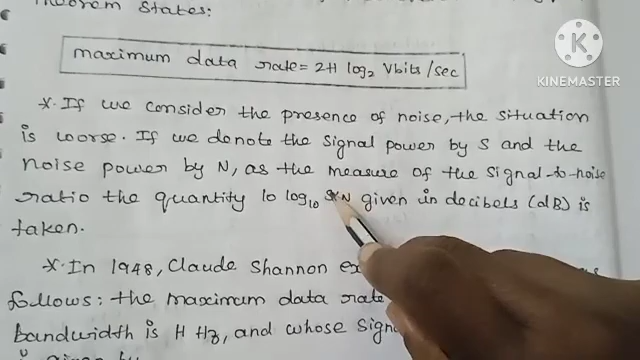 Theorem States:
maximum data rate = 2H log₂ V bits/sec
KINEMASTER
*. If we consider the presence of noise, the situation
is worse. If we denote the signal power by S and the
noise power by N, as the measure of the signal-to-noise
ratio the quantity 10 log₁₀ S/N given in decibels (dB) is
taken.
*. In 1948, Claude Shannon
follows: the maximum data rate
bandwidth is H Hz, and whose